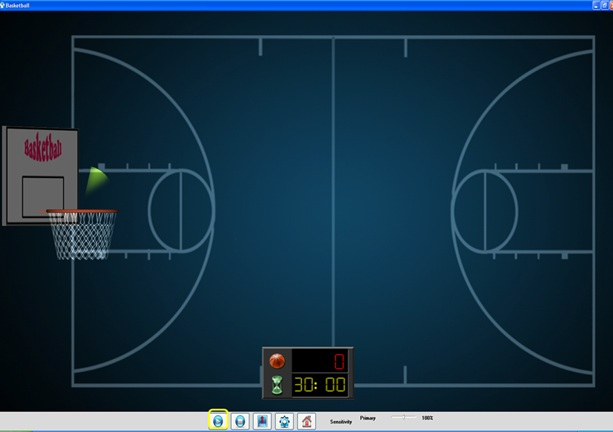 Basketball
Basketball
0
30:00
Sensitivity Primary 100%